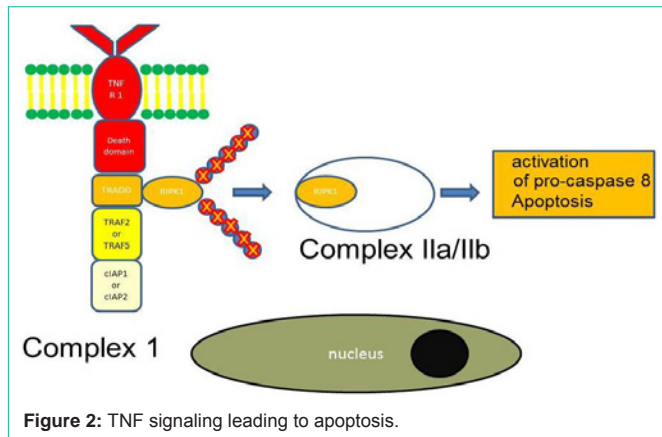 TNF
R 1
Death
domain
TRADD
RIPK1
TRAF2
or
TRAF5
cIAP1
or
cIAP2
Complex 1
RIPK1
Complex IIa/IIb
activation
of pro-caspase 8
Apoptosis
nucleus
Figure 2: TNF signaling leading to apoptosis.